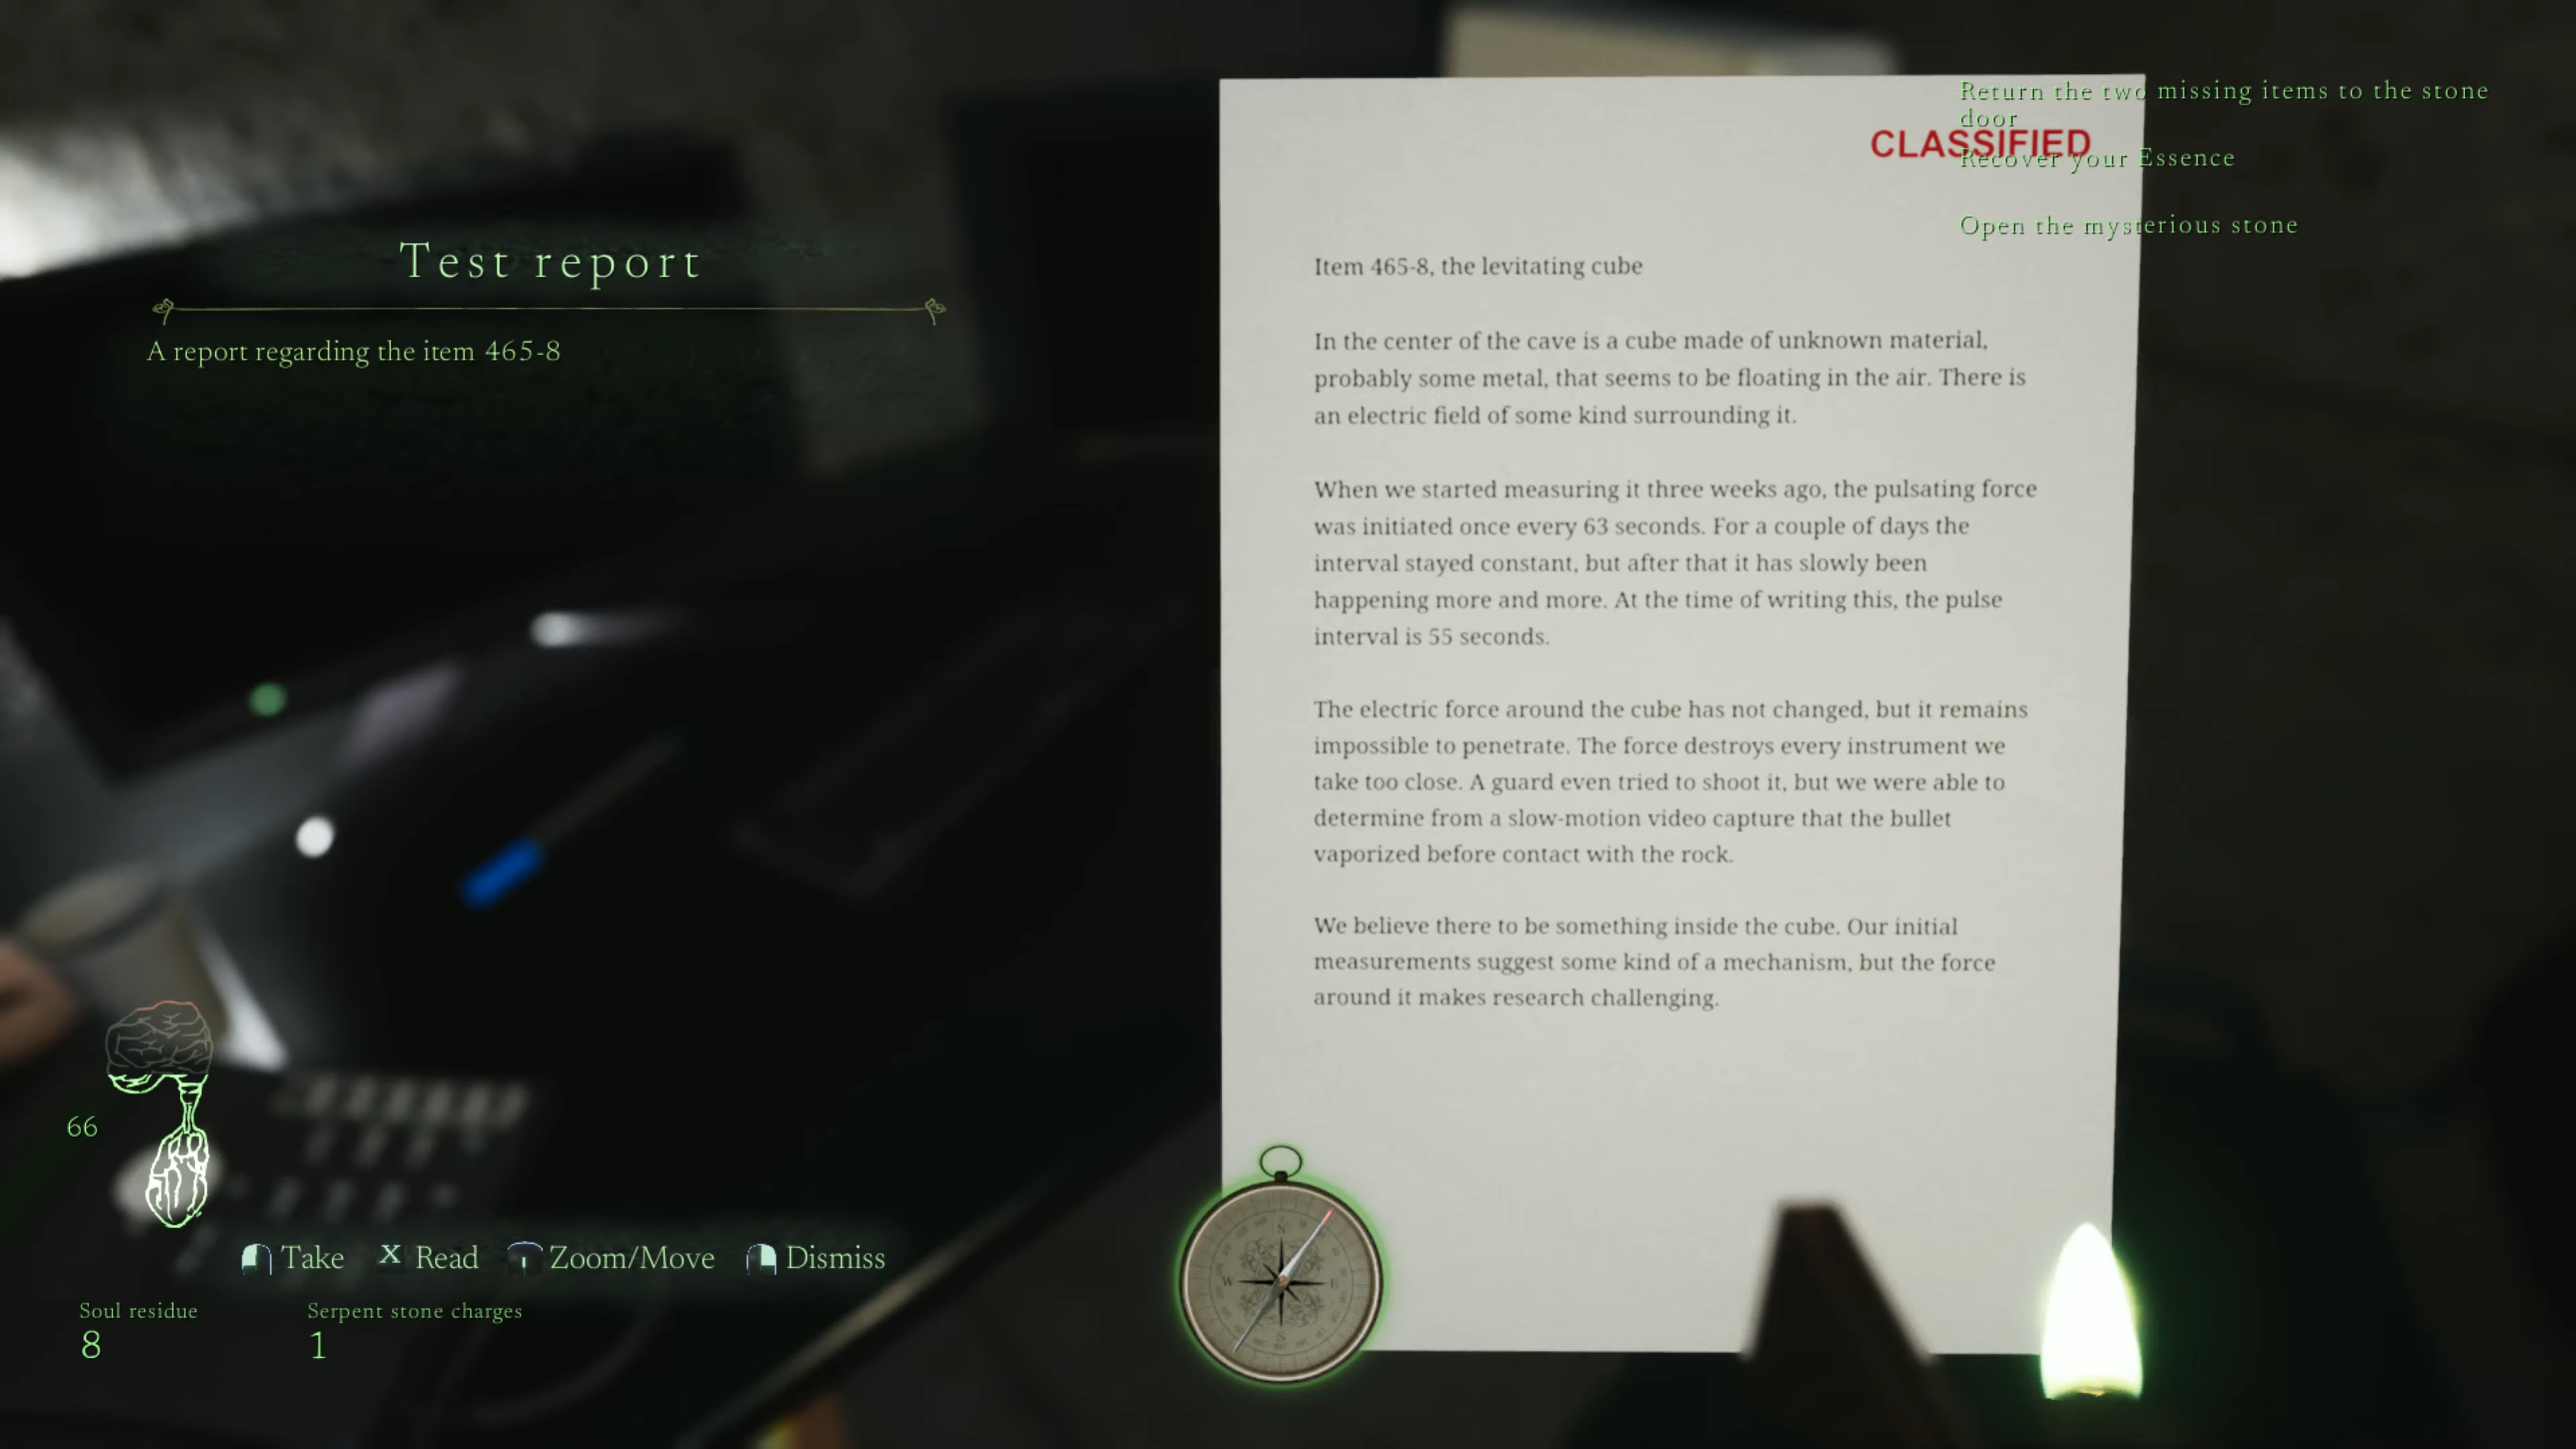 Test report
A report regarding the item 465-8
Return the two missing items to the stone
door
CLASSIFIED
Recover your Essence
Open the mysterious stone
Item 465-8, the levitating cube
In the center of the cave is a cube made of unknown material,
probably some metal, that seems to be floating in the air. There is
an electric field of some kind surrounding it.
When we started measuring it three weeks ago, the pulsating force
was initiated once every 63 seconds. For a couple of days the
interval stayed constant, but after that it has slowly been
happening more and more. At the time of writing this, the pulse
interval is 55 seconds.
The electric force around the cube has not changed, but it remains
impossible to penetrate. The force destroys every instrument we
take too close. A guard even tried to shoot it, but we were able to
determine from a slow-motion video capture that the bullet
vaporized before contact with the rock.
We believe there to be something inside the cube. Our initial
measurements suggest some kind of a mechanism, but the force
around it makes research challenging.
66
Take X Read Zoom/Move Dismiss
Soul residue Serpent stone charges
8 1
N
W E
S